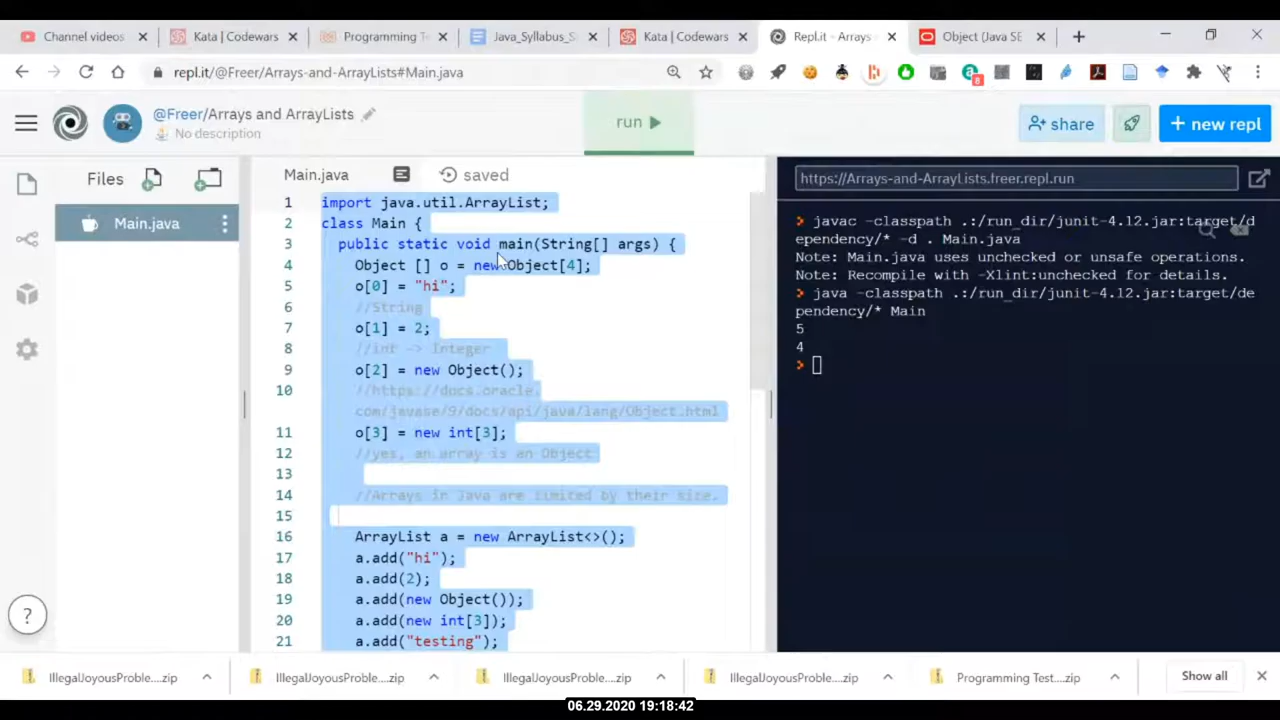 Channel videos
Kata | Codewars
Programming Te
Java_Syllabus_S
Kata | Codewars
Repl.it - Arrays
Object (Java SE
repl.it/@Freer/Arrays-and-ArrayLists#Main.java
8
@Freer/Arrays and ArrayLists
No description
run
share
+ new repl
Files
Main.java
saved
https://Arrays-and-ArrayLists.freer.repl.run
Main.java
1 import java.util.ArrayList;
2 class Main {
3 public static void main(String[] args) {
4 Object [] o = new Object[4];
5 o[0] = "hi";
6 //String
7 o[1] = 2;
8 //int -> Integer
9 o[2] = new Object();
10 //https://docs.oracle.
com/javase/9/docs/api/java/lang/Object.html
11 o[3] = new int[3];
12 //yes, an array is an Object
13
14 //Arrays in Java are limited by their size.
15
16 ArrayList a = new ArrayList<>();
17 a.add("hi");
18 a.add(2);
19 a.add(new Object());
20 a.add(new int[3]);
21 a.add("testing");
> javac -classpath .:/run_dir/junit-4.12.jar:target/d
ependency/* -d . Main.java
Note: Main.java uses unchecked or unsafe operations.
Note: Recompile with -Xlint:unchecked for details.
> java -classpath .:/run_dir/junit-4.12.jar:target/de
pendency/* Main
5
4
>
?
IllegalJoyousProble....zip
IllegalJoyousProble....zip
IllegalJoyousProble....zip
IllegalJoyousProble....zip
Programming Test....zip
Show all
06.29.2020 19:18:42